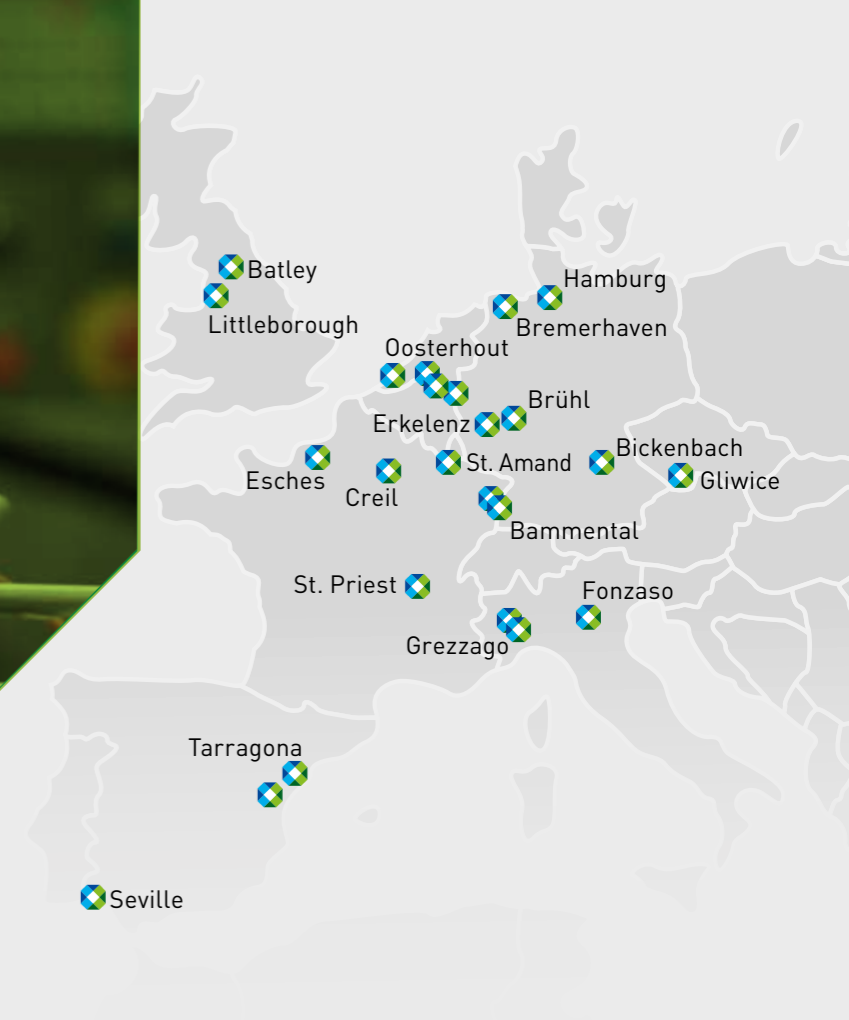 Batley
Littleborough
Hamburg
Bremerhaven
Oosterhout
Brühl
Erkelenz
Bickenbach
St. Amand
Gliwice
Esches
Creil
Bammental
St. Priest
Fonzaso
Grezzago
Tarragona
Seville